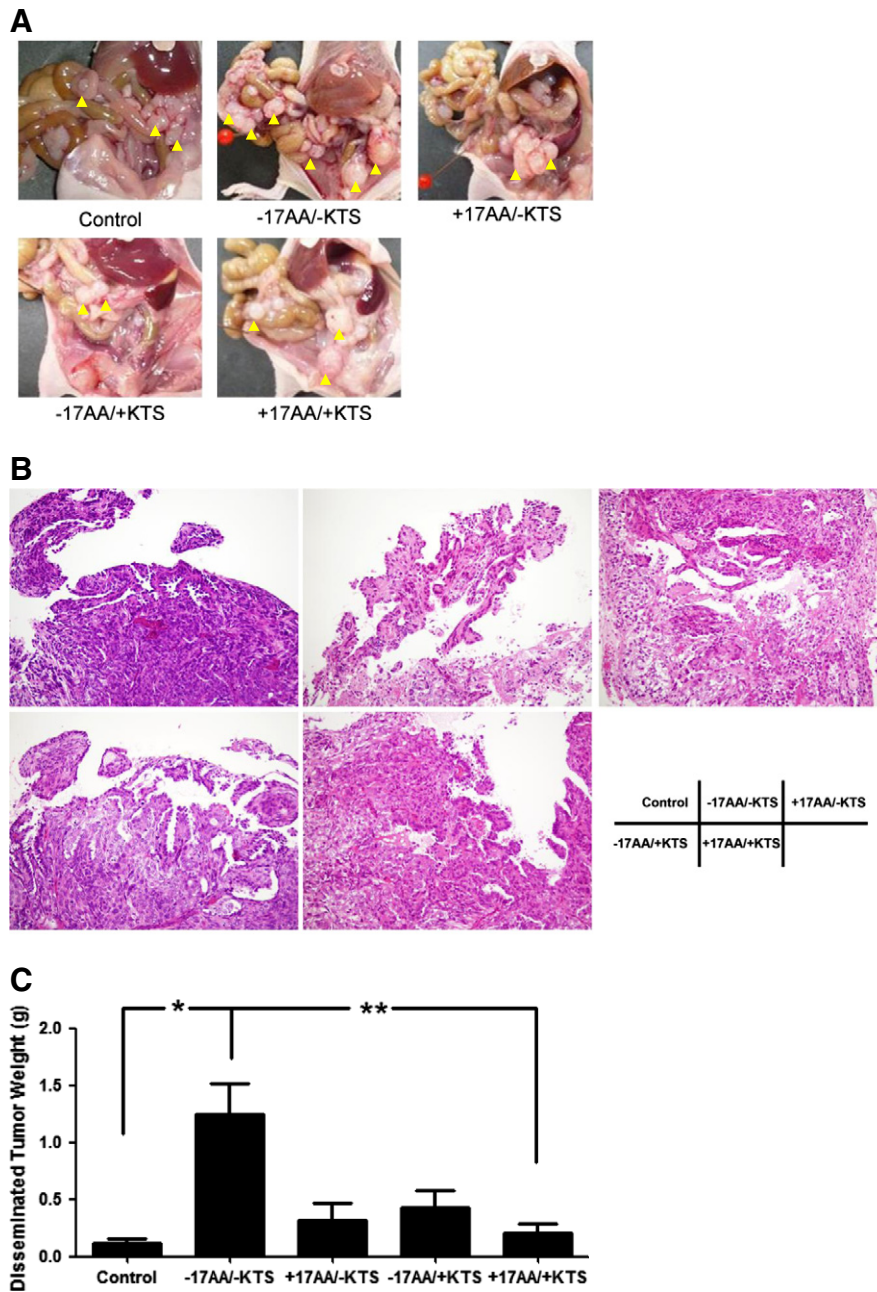 A
Control
-17AA/-KTS
+17AA/-KTS
-17AA/+KTS
+17AA/+KTS
B
Control
-17AA/-KTS
+17AA/-KTS
-17AA/+KTS
+17AA/+KTS
C
Disseminated Tumor Weight (g)
*
**
2.0
1.5
1.0
0.5
0.0
Control
-17AA/-KTS
+17AA/-KTS
-17AA/+KTS
+17AA/+KTS